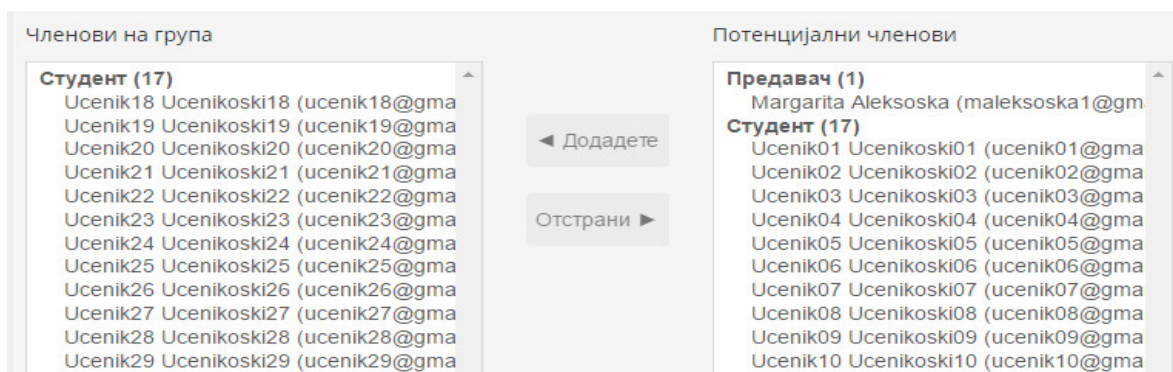 Членови на група
Студент (17)
Ucenik18 Ucenikoski18 (ucenik18@gma
Ucenik19 Ucenikoski19 (ucenik19@gma
Ucenik20 Ucenikoski20 (ucenik20@gma
Ucenik21 Ucenikoski21 (ucenik21@gma
Ucenik22 Ucenikoski22 (ucenik22@gma
Ucenik23 Ucenikoski23 (ucenik23@gma
Ucenik24 Ucenikoski24 (ucenik24@gma
Ucenik25 Ucenikoski25 (ucenik25@gma
Ucenik26 Ucenikoski26 (ucenik26@gma
Ucenik27 Ucenikoski27 (ucenik27@gma
Ucenik28 Ucenikoski28 (ucenik28@gma
Ucenik29 Ucenikoski29 (ucenik29@gma
◄ Додадете
Отстрани ►
Потенцијални членови
Предавач (1)
Margarita Aleksoska (maleksoska1@gm
Студент (17)
Ucenik01 Ucenikoski01 (ucenik01@gma
Ucenik02 Ucenikoski02 (ucenik02@gma
Ucenik03 Ucenikoski03 (ucenik03@gma
Ucenik04 Ucenikoski04 (ucenik04@gma
Ucenik05 Ucenikoski05 (ucenik05@gma
Ucenik06 Ucenikoski06 (ucenik06@gma
Ucenik07 Ucenikoski07 (ucenik07@gma
Ucenik08 Ucenikoski08 (ucenik08@gma
Ucenik09 Ucenikoski09 (ucenik09@gma
Ucenik10 Ucenikoski10 (ucenik10@gma